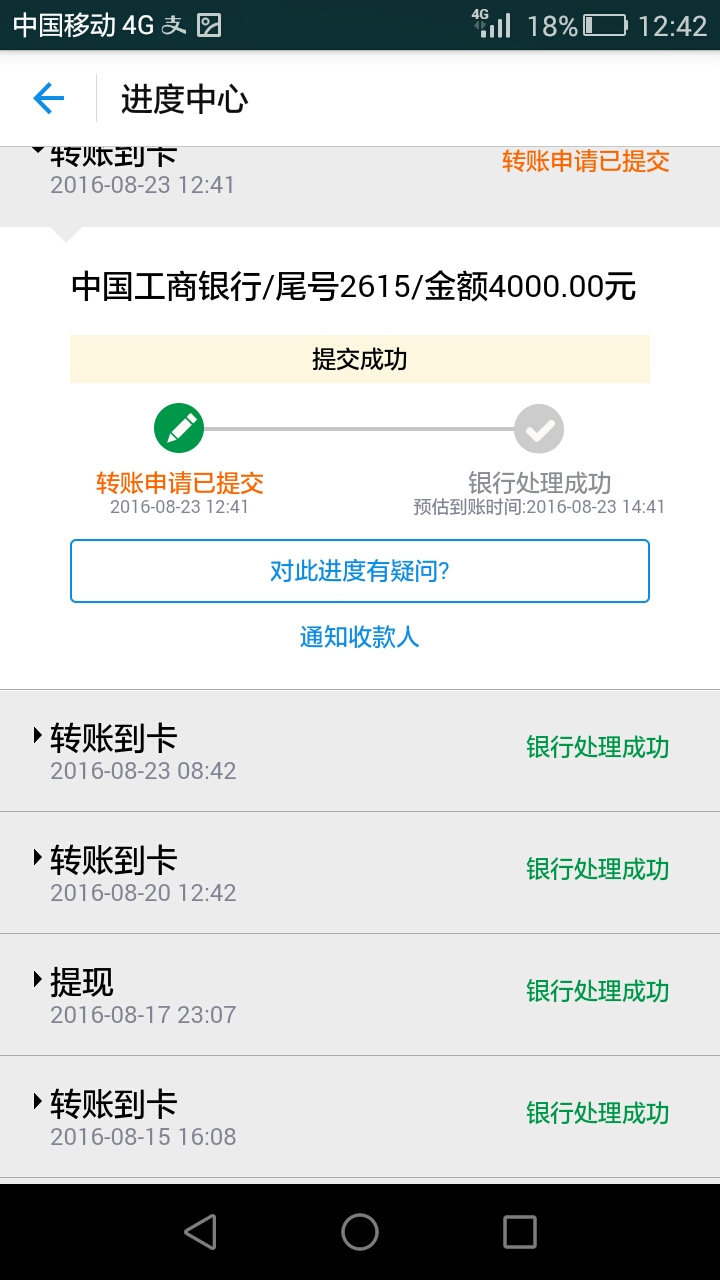 中国移动 4G 支 4G 18% 12:42
进度中心
转账到卡 转账申请已提交
2016-08-23 12:41
中国工商银行/尾号2615/金额4000.00元
提交成功
转账申请已提交 银行处理成功
2016-08-23 12:41 预估到账时间:2016-08-23 14:41
对此进度有疑问?
通知收款人
转账到卡 银行处理成功
2016-08-23 08:42
转账到卡 银行处理成功
2016-08-20 12:42
提现 银行处理成功
2016-08-17 23:07
转账到卡 银行处理成功
2016-08-15 16:08